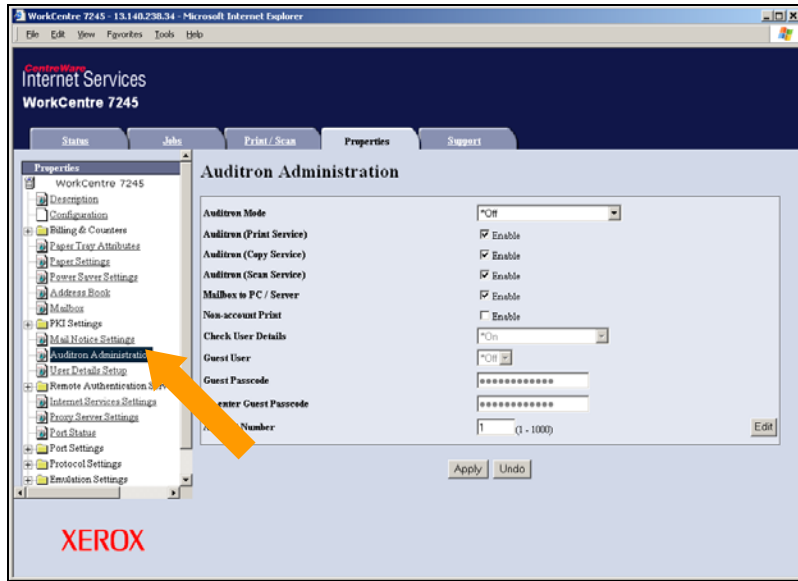 WorkCentre 7245 - 13.140.238.34 - Microsoft Internet Explorer
File Edit View Favorites Tools Help
CentreWare
Internet Services
WorkCentre 7245
Status Jobs Print / Scan Properties Support
Properties
WorkCentre 7245
Description
Configuration
Billing & Counters
Paper Tray Attributes
Paper Settings
Power Saver Settings
Address Book
Mailbox
PKI Settings
Mail Notice Settings
Auditron Administratio
User Details Setup
Remote Authentication
Internet Services Settings
Proxy Server Settings
Port Status
Port Settings
Protocol Settings
Emulation Settings
Auditron Administration
Auditron Mode *Off
Auditron (Print Service) Enable
Auditron (Copy Service) Enable
Auditron (Scan Service) Enable
Mailbox to PC / Server Enable
Non-account Print Enable
Check User Details *On
Guest User *Off
Guest Passcode ●●●●●●●●●●●●
enter Guest Passcode ●●●●●●●●●●●●
Number 1 (1 - 1000) Edit
Apply Undo
XEROX